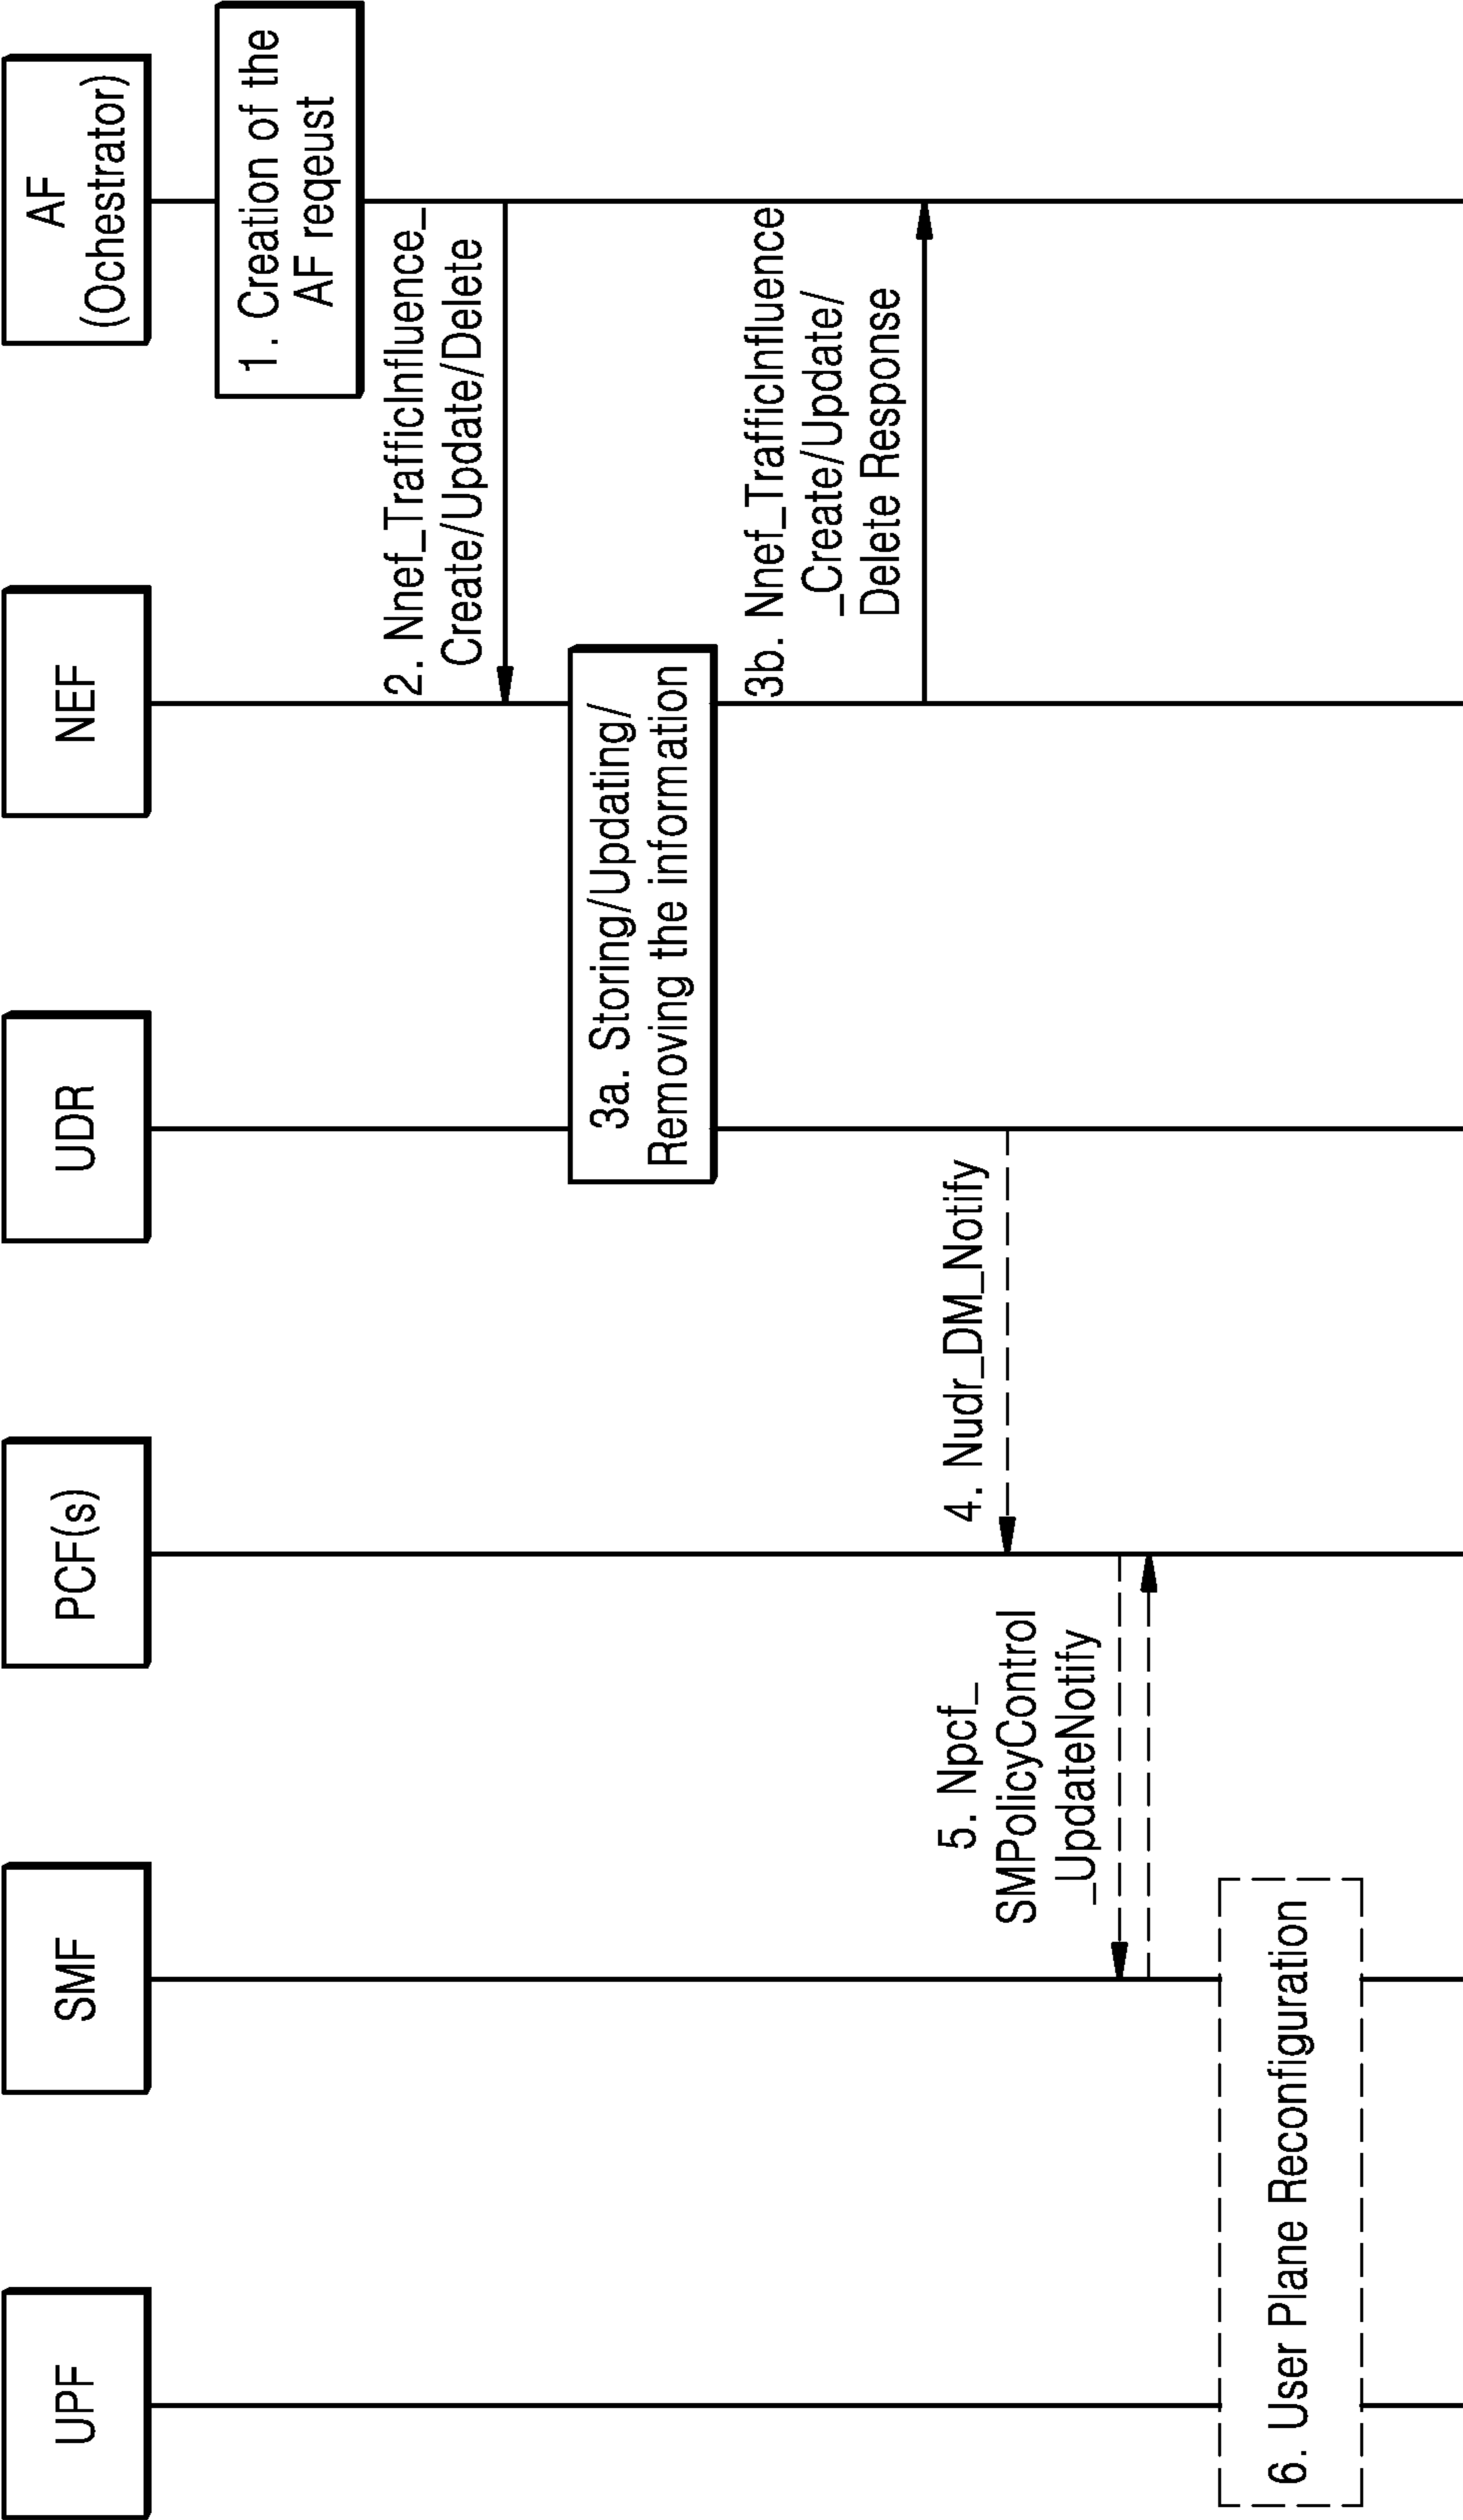 UPF
SMF
PCF(s)
UDR
NEF
AF
(Ochestrator)
1. Creation of the
AF reqeust
2. Nnef_TrafficInfluence_
Create/Update/Delete
3a. Storing/Updating/
Removing the information
3b. Nnef_TrafficInfluence
_Create/Update/
Delete Response
4. Nudr_DM_Notify
5. Npcf_
SMPolicyControl
_UpdateNotify
6. User Plane Reconfiguration